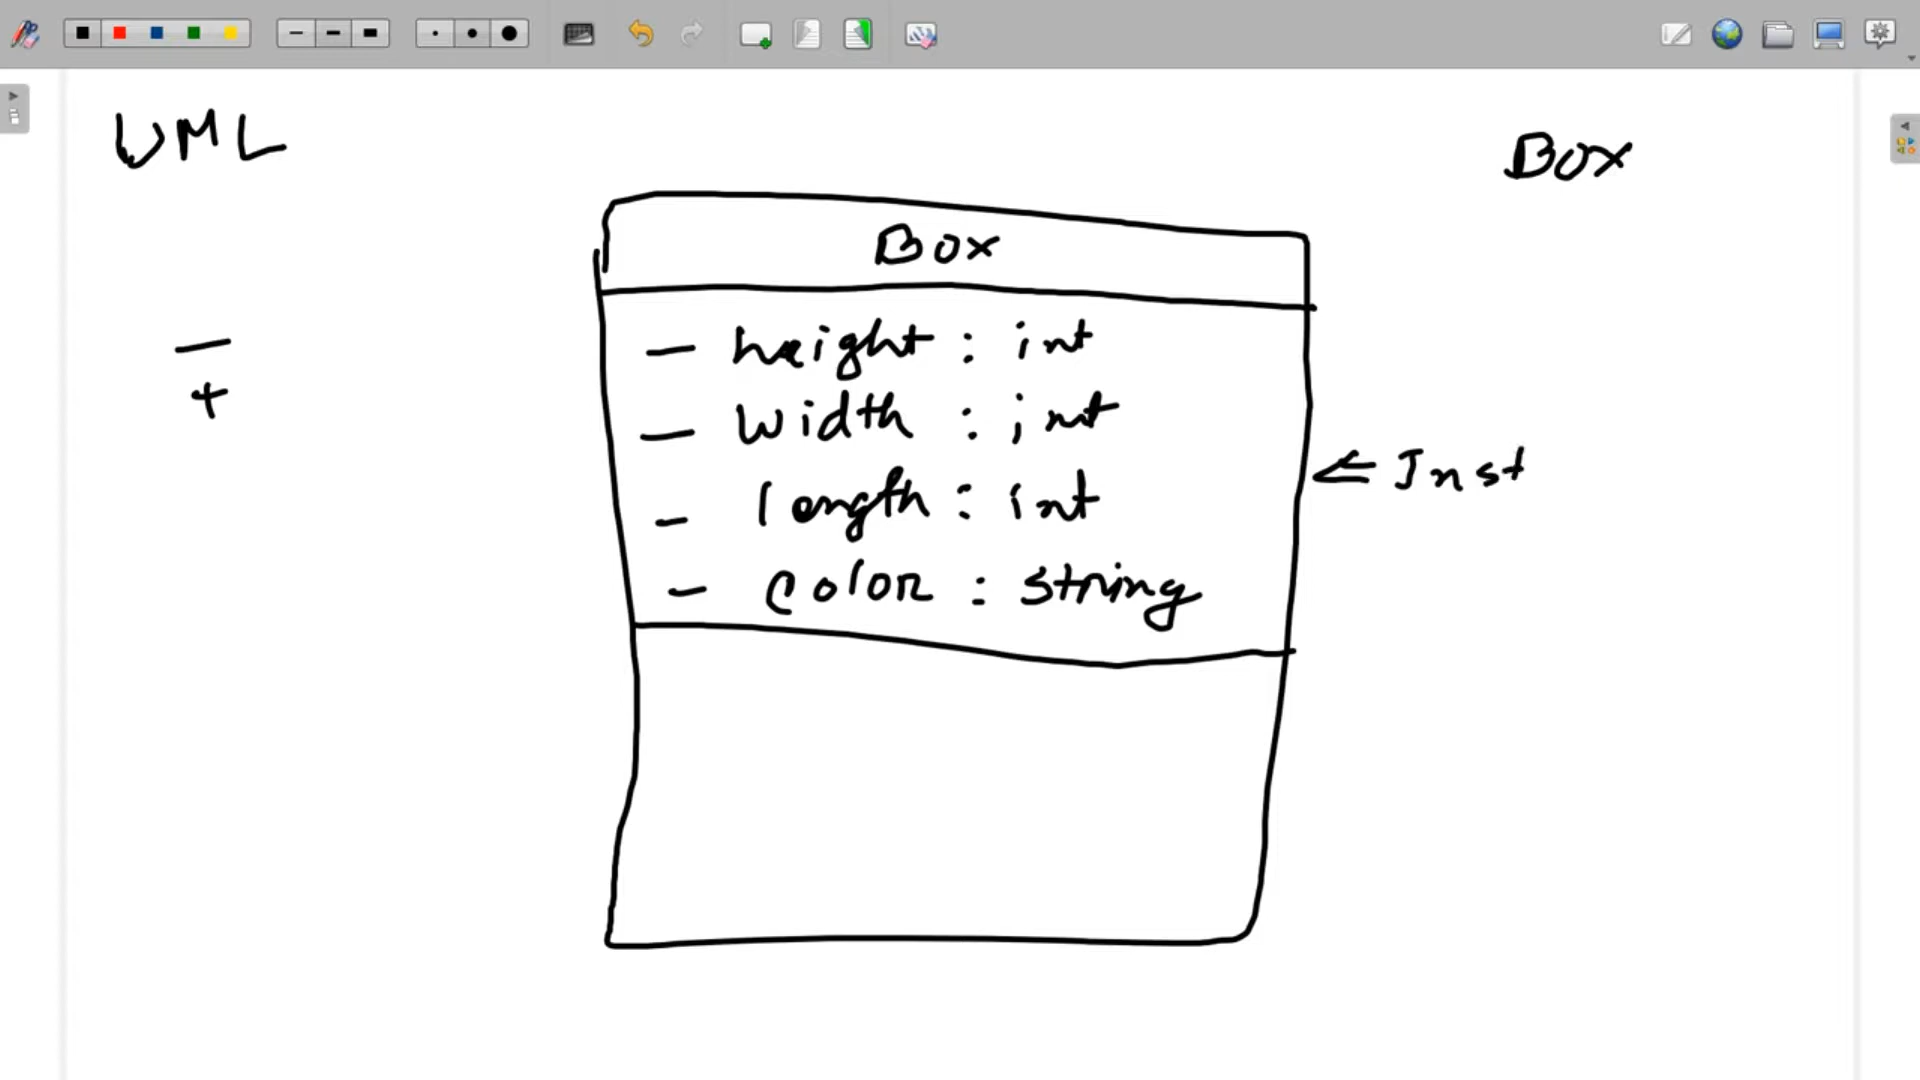 UML
Box
Box
- height : int
- width : int
- length : int
- color : string
—
+
<= Inst